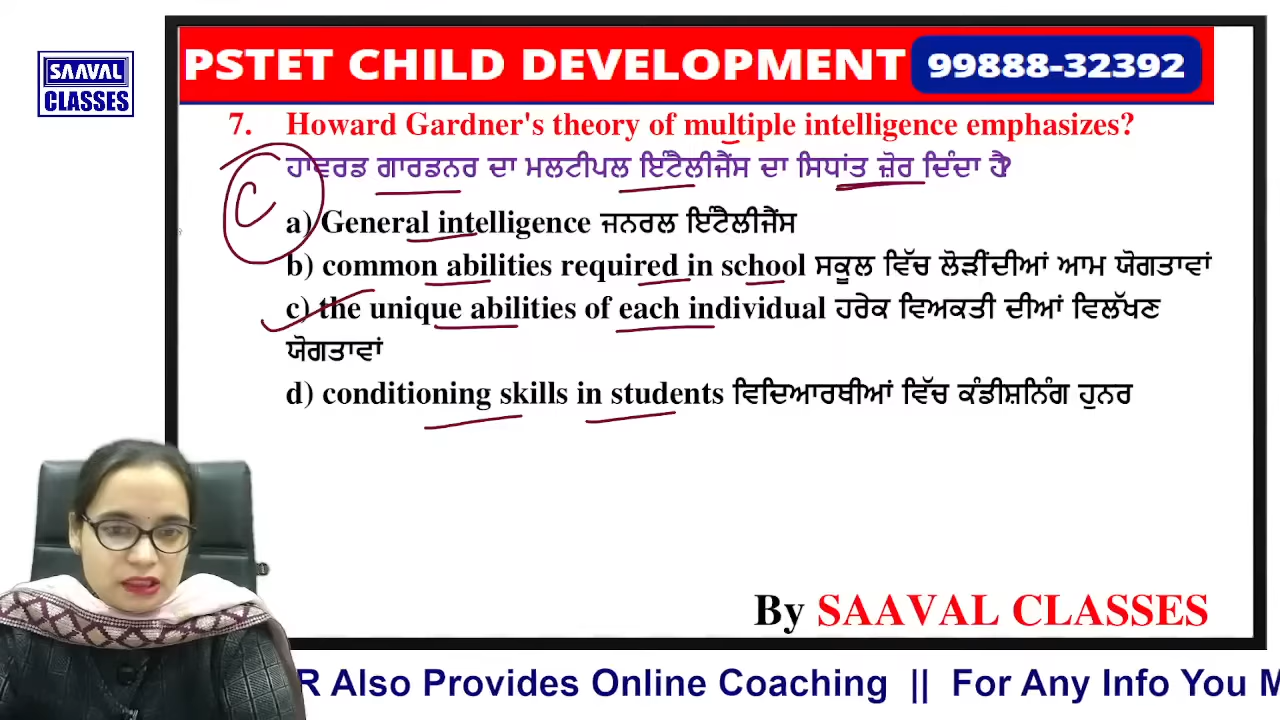 SAAVAL
CLASSES
PSTET CHILD DEVELOPMENT
99888-32392
7. Howard Gardner's theory of multiple intelligence emphasizes?
ਹਾਵਰਡ ਗਾਰਡਨਰ ਦਾ ਮਲਟੀਪਲ ਇੰਟੈਲੀਜੈਂਸ ਦਾ ਸਿਧਾਂਤ ਜ਼ੋਰ ਦਿੰਦਾ ਹੈ?
C
a) General intelligence ਜਨਰਲ ਇੰਟੈਲੀਜੈਂਸ
b) common abilities required in school ਸਕੂਲ ਵਿੱਚ ਲੋੜੀਂਦੀਆਂ ਆਮ ਯੋਗਤਾਵਾਂ
c) the unique abilities of each individual ਹਰੇਕ ਵਿਅਕਤੀ ਦੀਆਂ ਵਿਲੱਖਣ
ਯੋਗਤਾਵਾਂ
d) conditioning skills in students ਵਿਦਿਆਰਥੀਆਂ ਵਿੱਚ ਕੰਡੀਸ਼ਨਿੰਗ ਹੁਨਰ
By SAAVAL CLASSES
R Also Provides Online Coaching || For Any Info You M